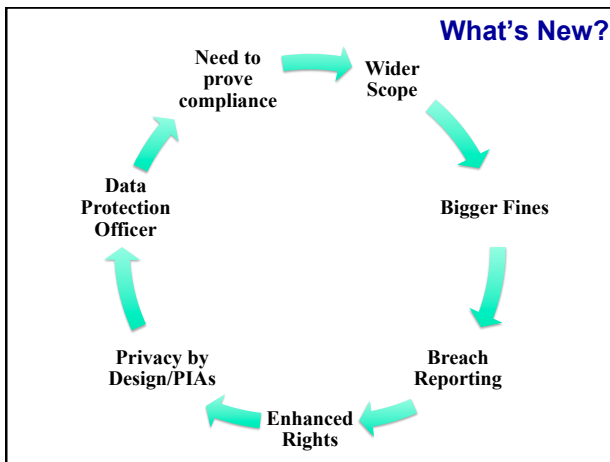 What’s New?
Need to
prove
compliance
Wider
Scope
Bigger Fines
Breach
Reporting
Enhanced
Rights
Privacy by
Design/PIAs
Data
Protection
Officer